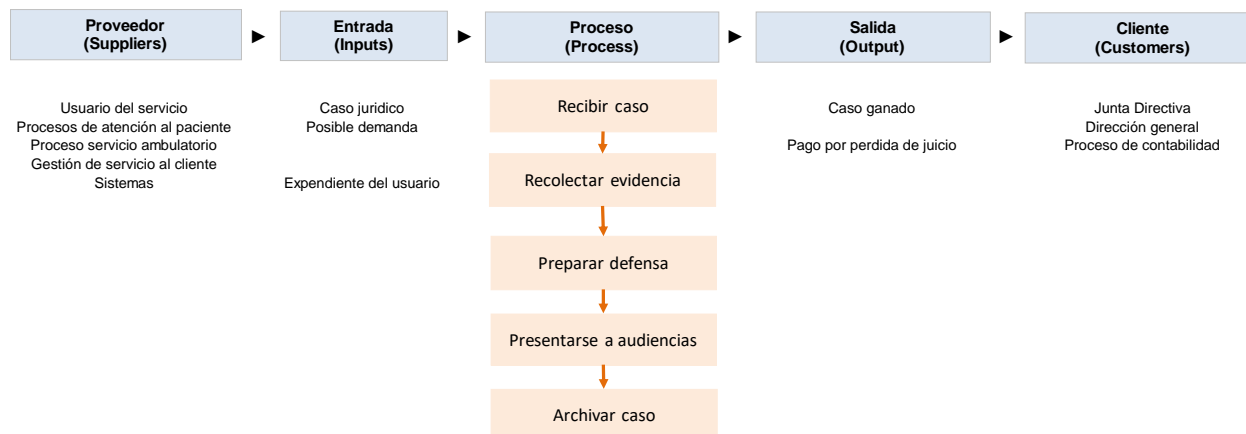 Proveedor
(Suppliers)
Entrada
(Inputs)
Proceso
(Process)
Salida
(Output)
Cliente
(Customers)
Usuario del servicio
Procesos de atención al paciente
Proceso servicio ambulatorio
Gestión de servicio al cliente
Sistemas
Caso juridico
Posible demanda
Expendiente del usuario
Recibir caso
Recolectar evidencia
Preparar defensa
Presentarse a audiencias
Archivar caso
Caso ganado
Pago por perdida de juicio
Junta Directiva
Dirección general
Proceso de contabilidad